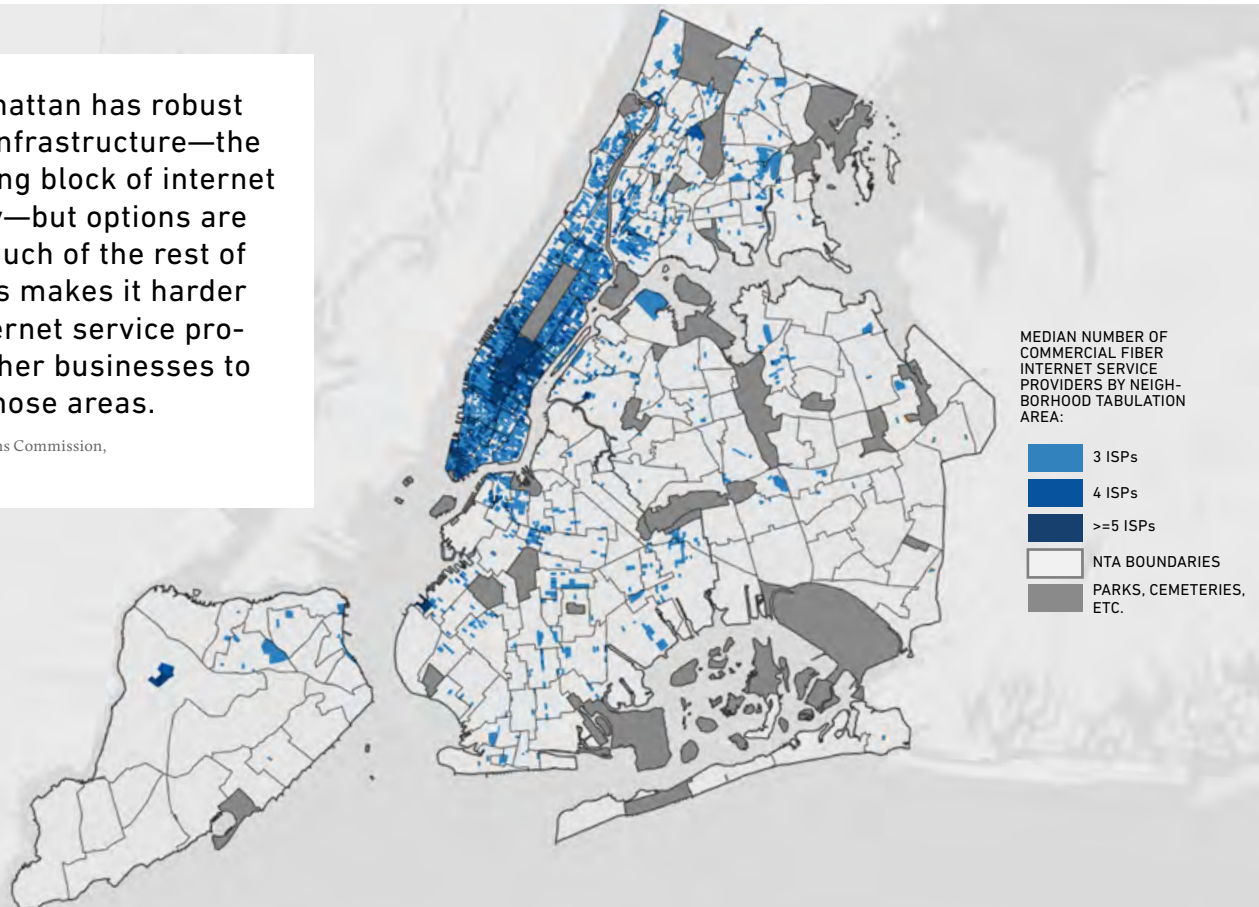 hattan has robust
nfrastructure—the
ng block of internet
y—but options are
uch of the rest of
s makes it harder
ernet service pro-
her businesses to
hose areas.
ns Commission,
MEDIAN NUMBER OF
COMMERCIAL FIBER
INTERNET SERVICE
PROVIDERS BY NEIGH-
BORHOOD TABULATION
AREA:
3 ISPs
4 ISPs
>=5 ISPs
NTA BOUNDARIES
PARKS, CEMETERIES,
ETC.